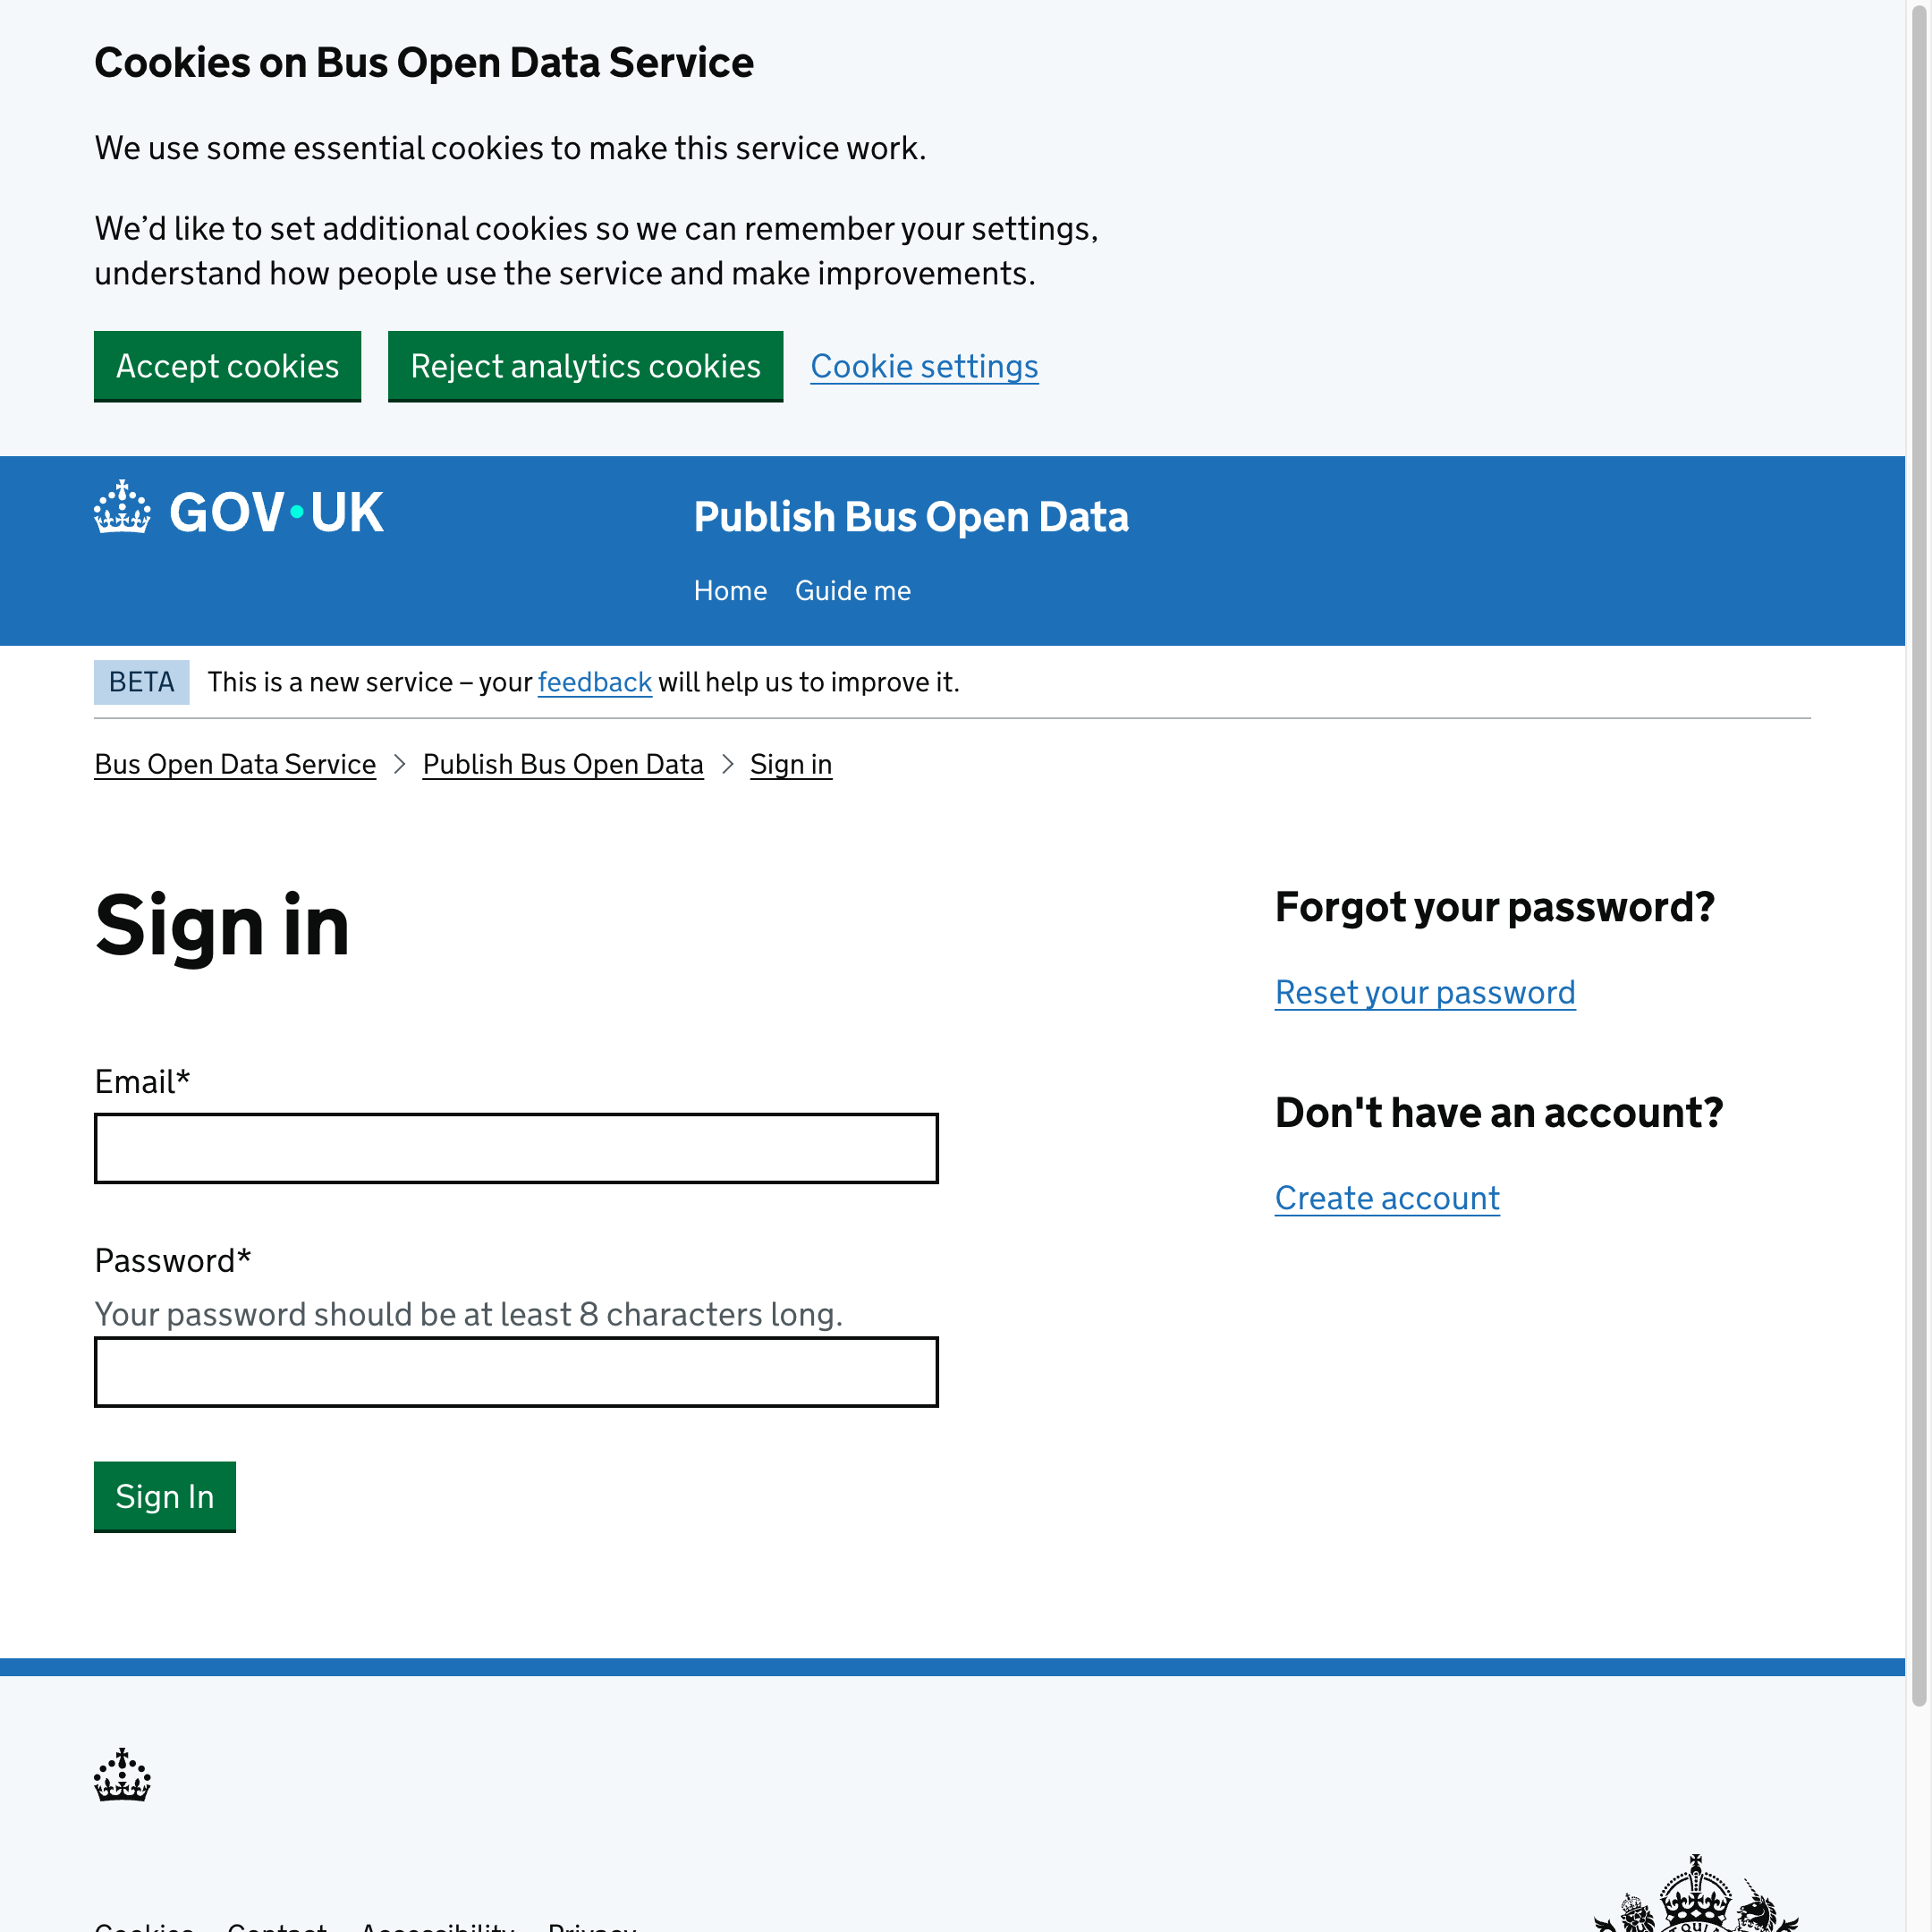 Cookies on Bus Open Data Service
We use some essential cookies to make this service work.
We’d like to set additional cookies so we can remember your settings,
understand how people use the service and make improvements.
Accept cookies
Reject analytics cookies
Cookie settings
GOV·UK
Publish Bus Open Data
Home
Guide me
BETA
This is a new service – your feedback will help us to improve it.
Bus Open Data Service
Publish Bus Open Data
Sign in
Sign in
Email*
Password*
Your password should be at least 8 characters long.
Sign In
Forgot your password?
Reset your password
Don't have an account?
Create account
Cookies
Contact
Accessibility
Privacy